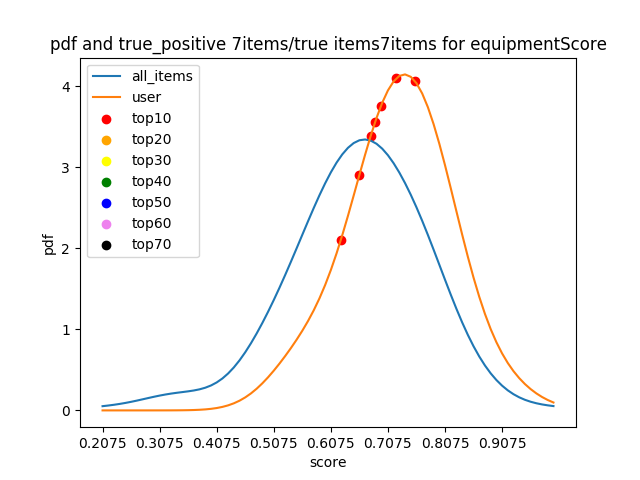 pdf and true_positive 7items/true items7items for equipmentScore
all_items
user
top10
top20
top30
top40
top50
top60
top70
pdf
4
3
2
1
0
0.2075 0.3075 0.4075 0.5075 0.6075 0.7075 0.8075 0.9075
score